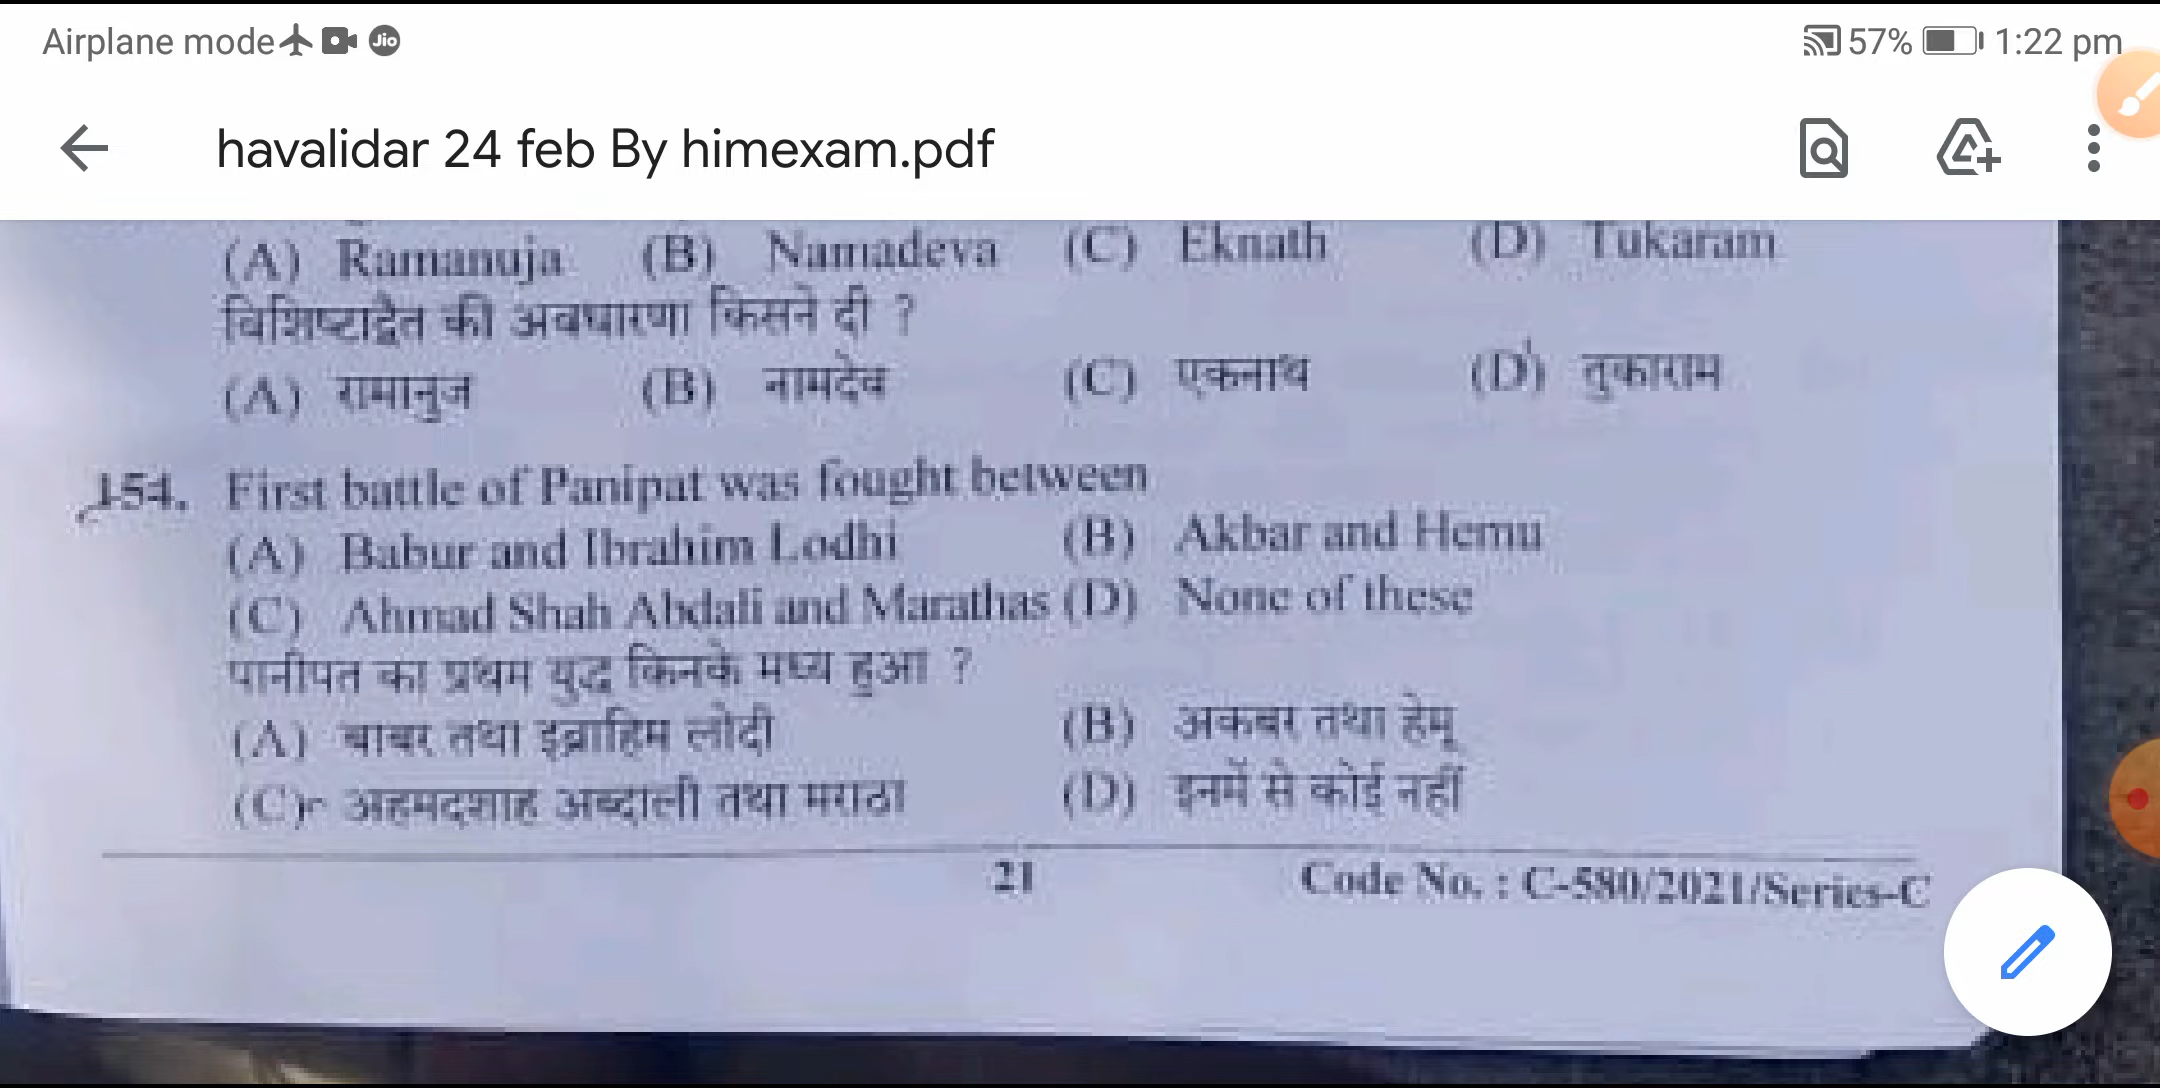 Airplane mode Jio 57% 1:22 pm
havalidar 24 feb By himexam.pdf
(A) Ramanuja (B) Namadeva (C) Eknath (D) Tukaram
विशिष्टाद्वैत की अवधारणा किसने दी ?
(A) रामानुज (B) नामदेव (C) एकनाथ (D) तुकाराम
154. First battle of Panipat was fought between
(A) Babur and Ibrahim Lodhi (B) Akbar and Hemu
(C) Ahmad Shah Abdali and Marathas (D) None of these
पानीपत का प्रथम युद्ध किनके मध्य हुआ ?
(A) बाबर तथा इब्राहिम लोदी (B) अकबर तथा हेमू
(C) अहमदशाह अब्दाली तथा मराठा (D) इनमें से कोई नहीं
21 Code No. : C-580/2021/Series-C